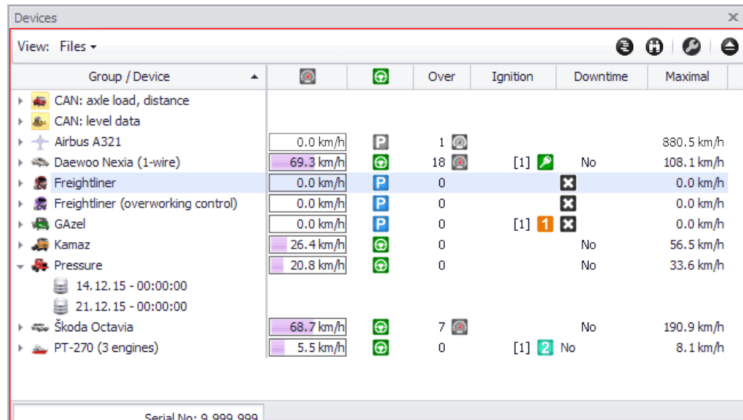 Devices
View: Files
Group / Device Over Ignition Downtime Maximal
CAN: axle load, distance
CAN: level data
Airbus A321 0.0 km/h P 1 880.5 km/h
Daewoo Nexia (1-wire) 69.3 km/h 18 [1] No 108.1 km/h
Freightliner 0.0 km/h P 0 0.0 km/h
Freightliner (overworking control) 0.0 km/h P 0 0.0 km/h
GAzel 0.0 km/h P 0 [1] 1 0.0 km/h
Kamaz 26.4 km/h 0 No 56.5 km/h
Pressure 20.8 km/h 0 No 33.6 km/h
14.12.15 - 00:00:00
21.12.15 - 00:00:00
Škoda Octavia 68.7 km/h 7 No 190.9 km/h
PT-270 (3 engines) 5.5 km/h 0 [1] 2 No 8.1 km/h
Serial No: 9 999 999